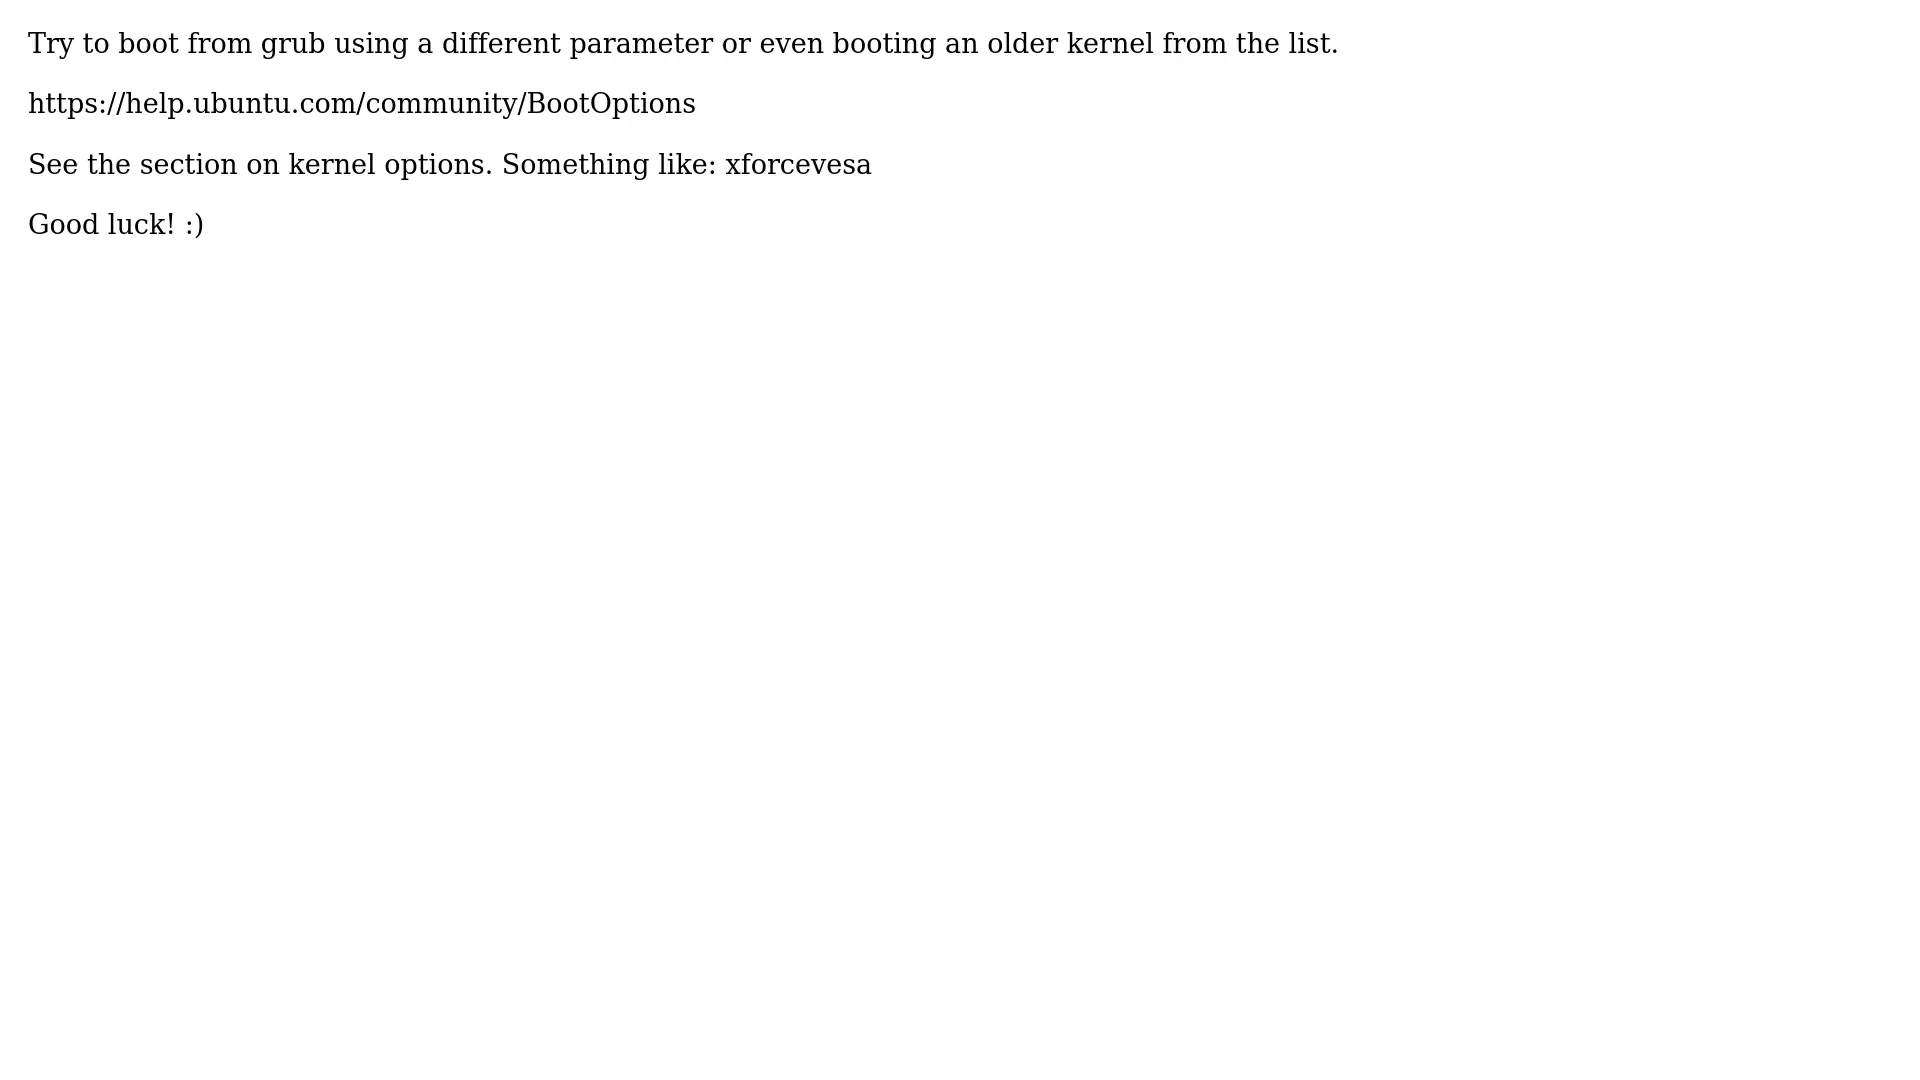 Try to boot from grub using a different parameter or even booting an older kernel from the list.
https://help.ubuntu.com/community/BootOptions
See the section on kernel options. Something like: xforcevesa
Good luck! :)